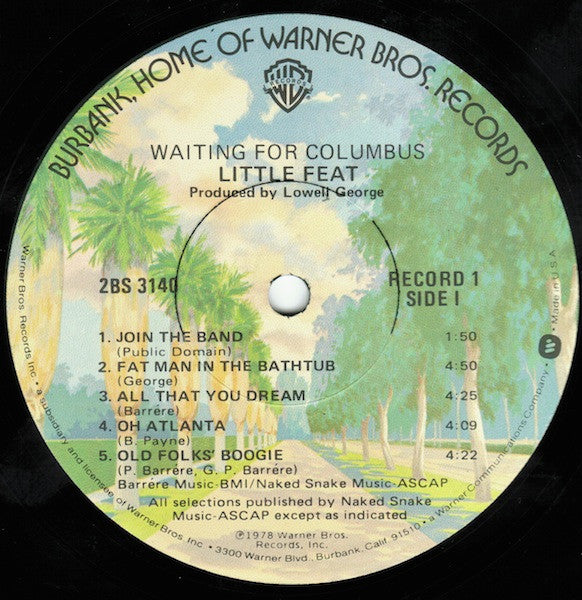 BURBANK, HOME OF WARNER BROS. RECORDS
WB
RECORDS
WAITING FOR COLUMBUS
LITTLE FEAT
Produced by Lowell George
2BS 3140
RECORD 1
SIDE I
1. JOIN THE BAND 1:50
(Public Domain)
2. FAT MAN IN THE BATHTUB 4:50
(George)
3. ALL THAT YOU DREAM 4:25
(Barrére)
4. OH ATLANTA 4:09
(B. Payne)
5. OLD FOLKS' BOOGIE 4:22
(P. Barrére, G. P. Barrére)
Barrére Music-BMI/Naked Snake Music-ASCAP
All selections published by Naked Snake
Music-ASCAP except as indicated
℗1978 Warner Bros.
Records, Inc.
Warner Bros. Records Inc. • a subsidiary and licensee of Warner Bros. Inc. • 3300 Warner Blvd., Burbank, Calif. 91510 • a Warner Communications Company • Made in U.S.A.